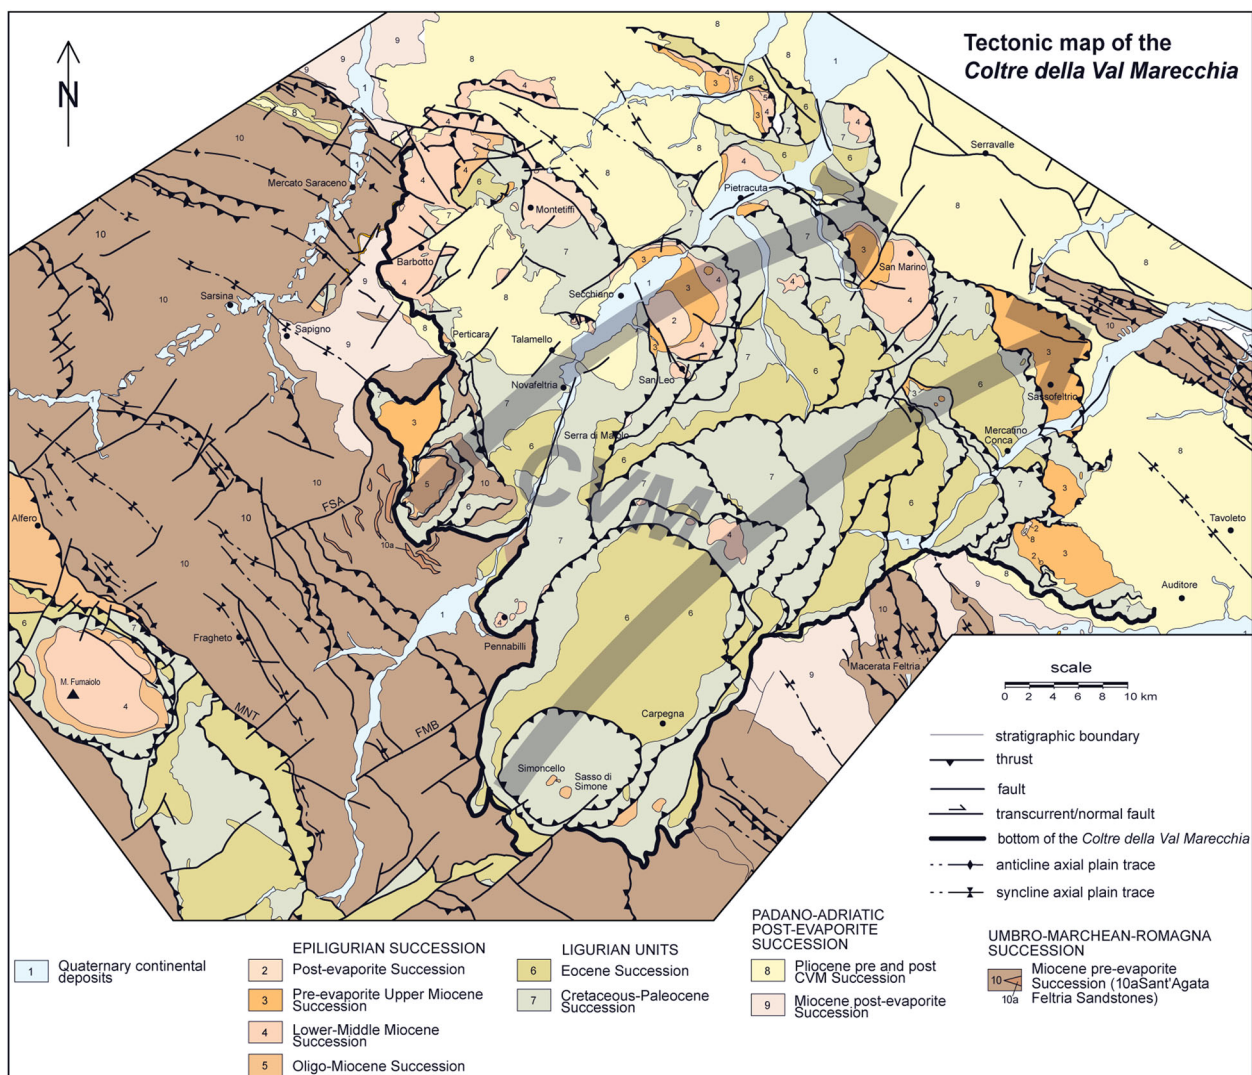 Tectonic map of the
Coltre della Val Marecchia
N
Serravalle
Mercato Saraceno
Pietracuta
Montetiffi
Barbotto
San Marino
Secchiano
Sarsina
Sapigno
Perticara
Talamello
San Leo
Novafeltria
Sassofeltrio
Mercatino
Conca
CVM
FSA
Alfero
10a
Tavoleto
Auditore
Fragheto
Pennabilli
Macerata Feltria
M. Fumaiolo
MNT
FMB
Carpegna
Simoncello
Sasso di
Simone
scale
0 2 4 6 8 10 km
stratigraphic boundary
thrust
fault
transcurrent/normal fault
bottom of the Coltre della Val Marecchia
anticline axial plain trace
syncline axial plain trace
1 Quaternary continental
deposits
EPILIGURIAN SUCCESSION
2 Post-evaporite Succession
3 Pre-evaporite Upper Miocene
Succession
4 Lower-Middle Miocene
Succession
5 Oligo-Miocene Succession
LIGURIAN UNITS
6 Eocene Succession
7 Cretaceous-Paleocene Succession
PADANO-ADRIATIC
POST-EVAPORITE
SUCCESSION
8 Pliocene pre and post
CVM Succession
9 Miocene post-evaporite
Succession
UMBRO-MARCHEAN-ROMAGNA
SUCCESSION
10 10a Miocene pre-evaporite
Succession (10aSant'Agata
Feltria Sandstones)